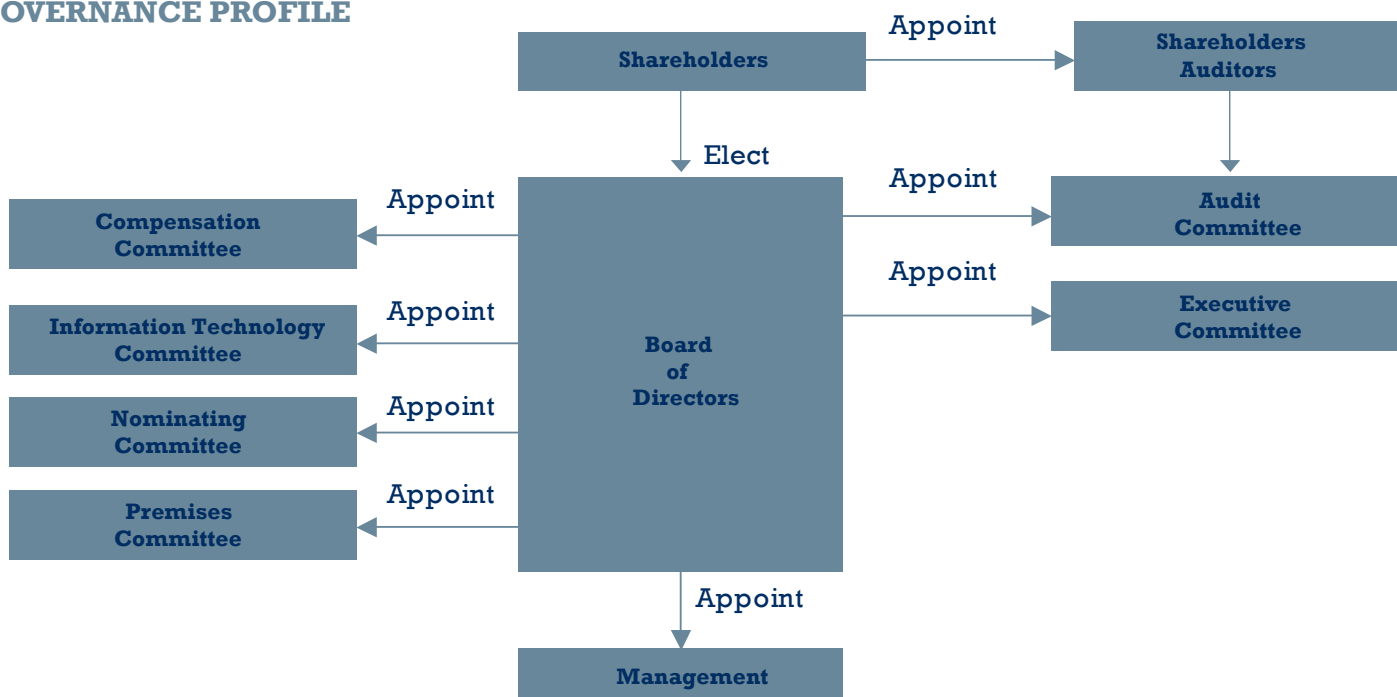 OVERNANCE PROFILE
Appoint
Shareholders
Shareholders
Auditors
Elect
Appoint
Compensation
Committee
Appoint
Audit
Committee
Appoint
Information Technology
Committee
Appoint
Executive
Committee
Board
of
Directors
Appoint
Nominating
Committee
Appoint
Premises
Committee
Appoint
Management